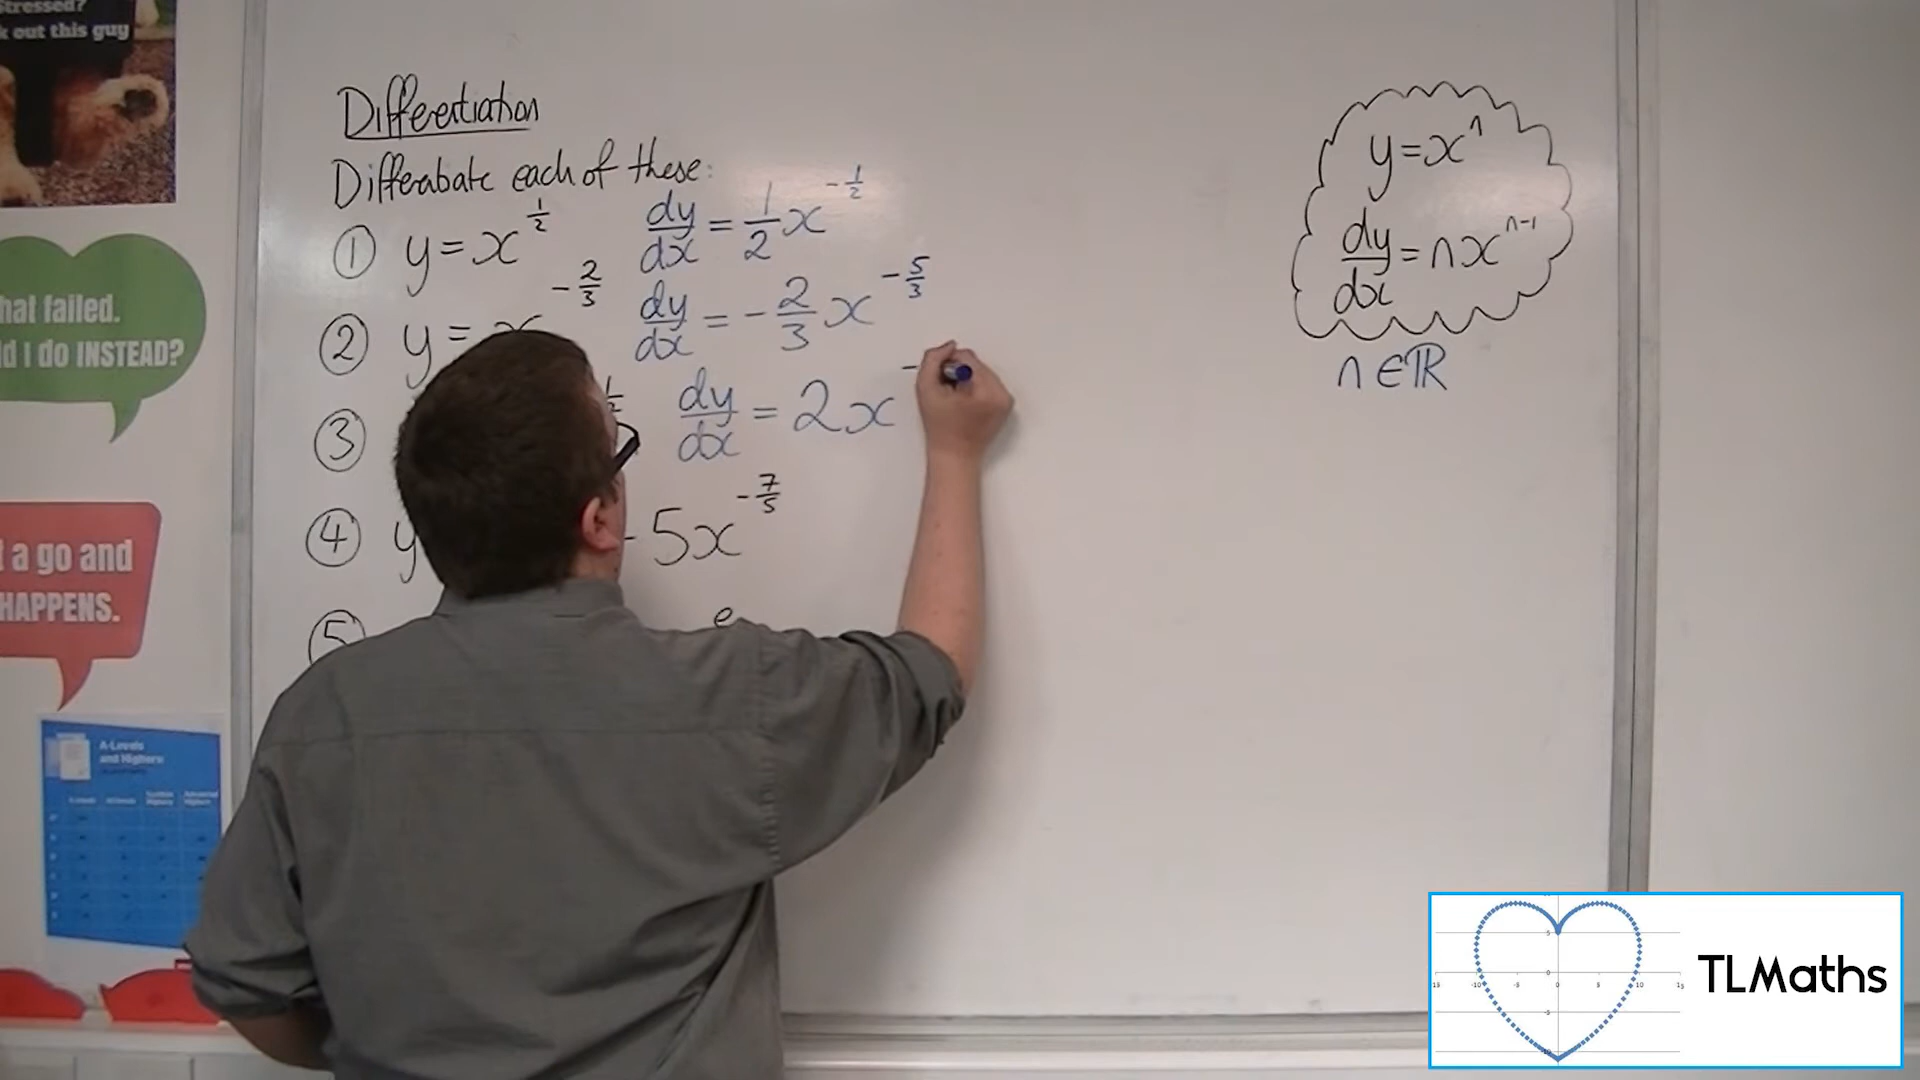 Stressed?
k out this guy
hat failed.
d I do INSTEAD?
t a go and
HAPPENS.
A-Levels
and Highers
Differentiation
Differentiate each of these:
① y = x^(1/2)   dy/dx = 1/2 x^(-1/2)
② y = x^(-2/3)   dy/dx = -2/3 x^(-5/3)
③ dy/dx = 2x^-
④ y - 5x^(-7/5)
⑤ e
y = x^n
dy/dx = nx^(n-1)
n ∈ ℝ
TLMaths